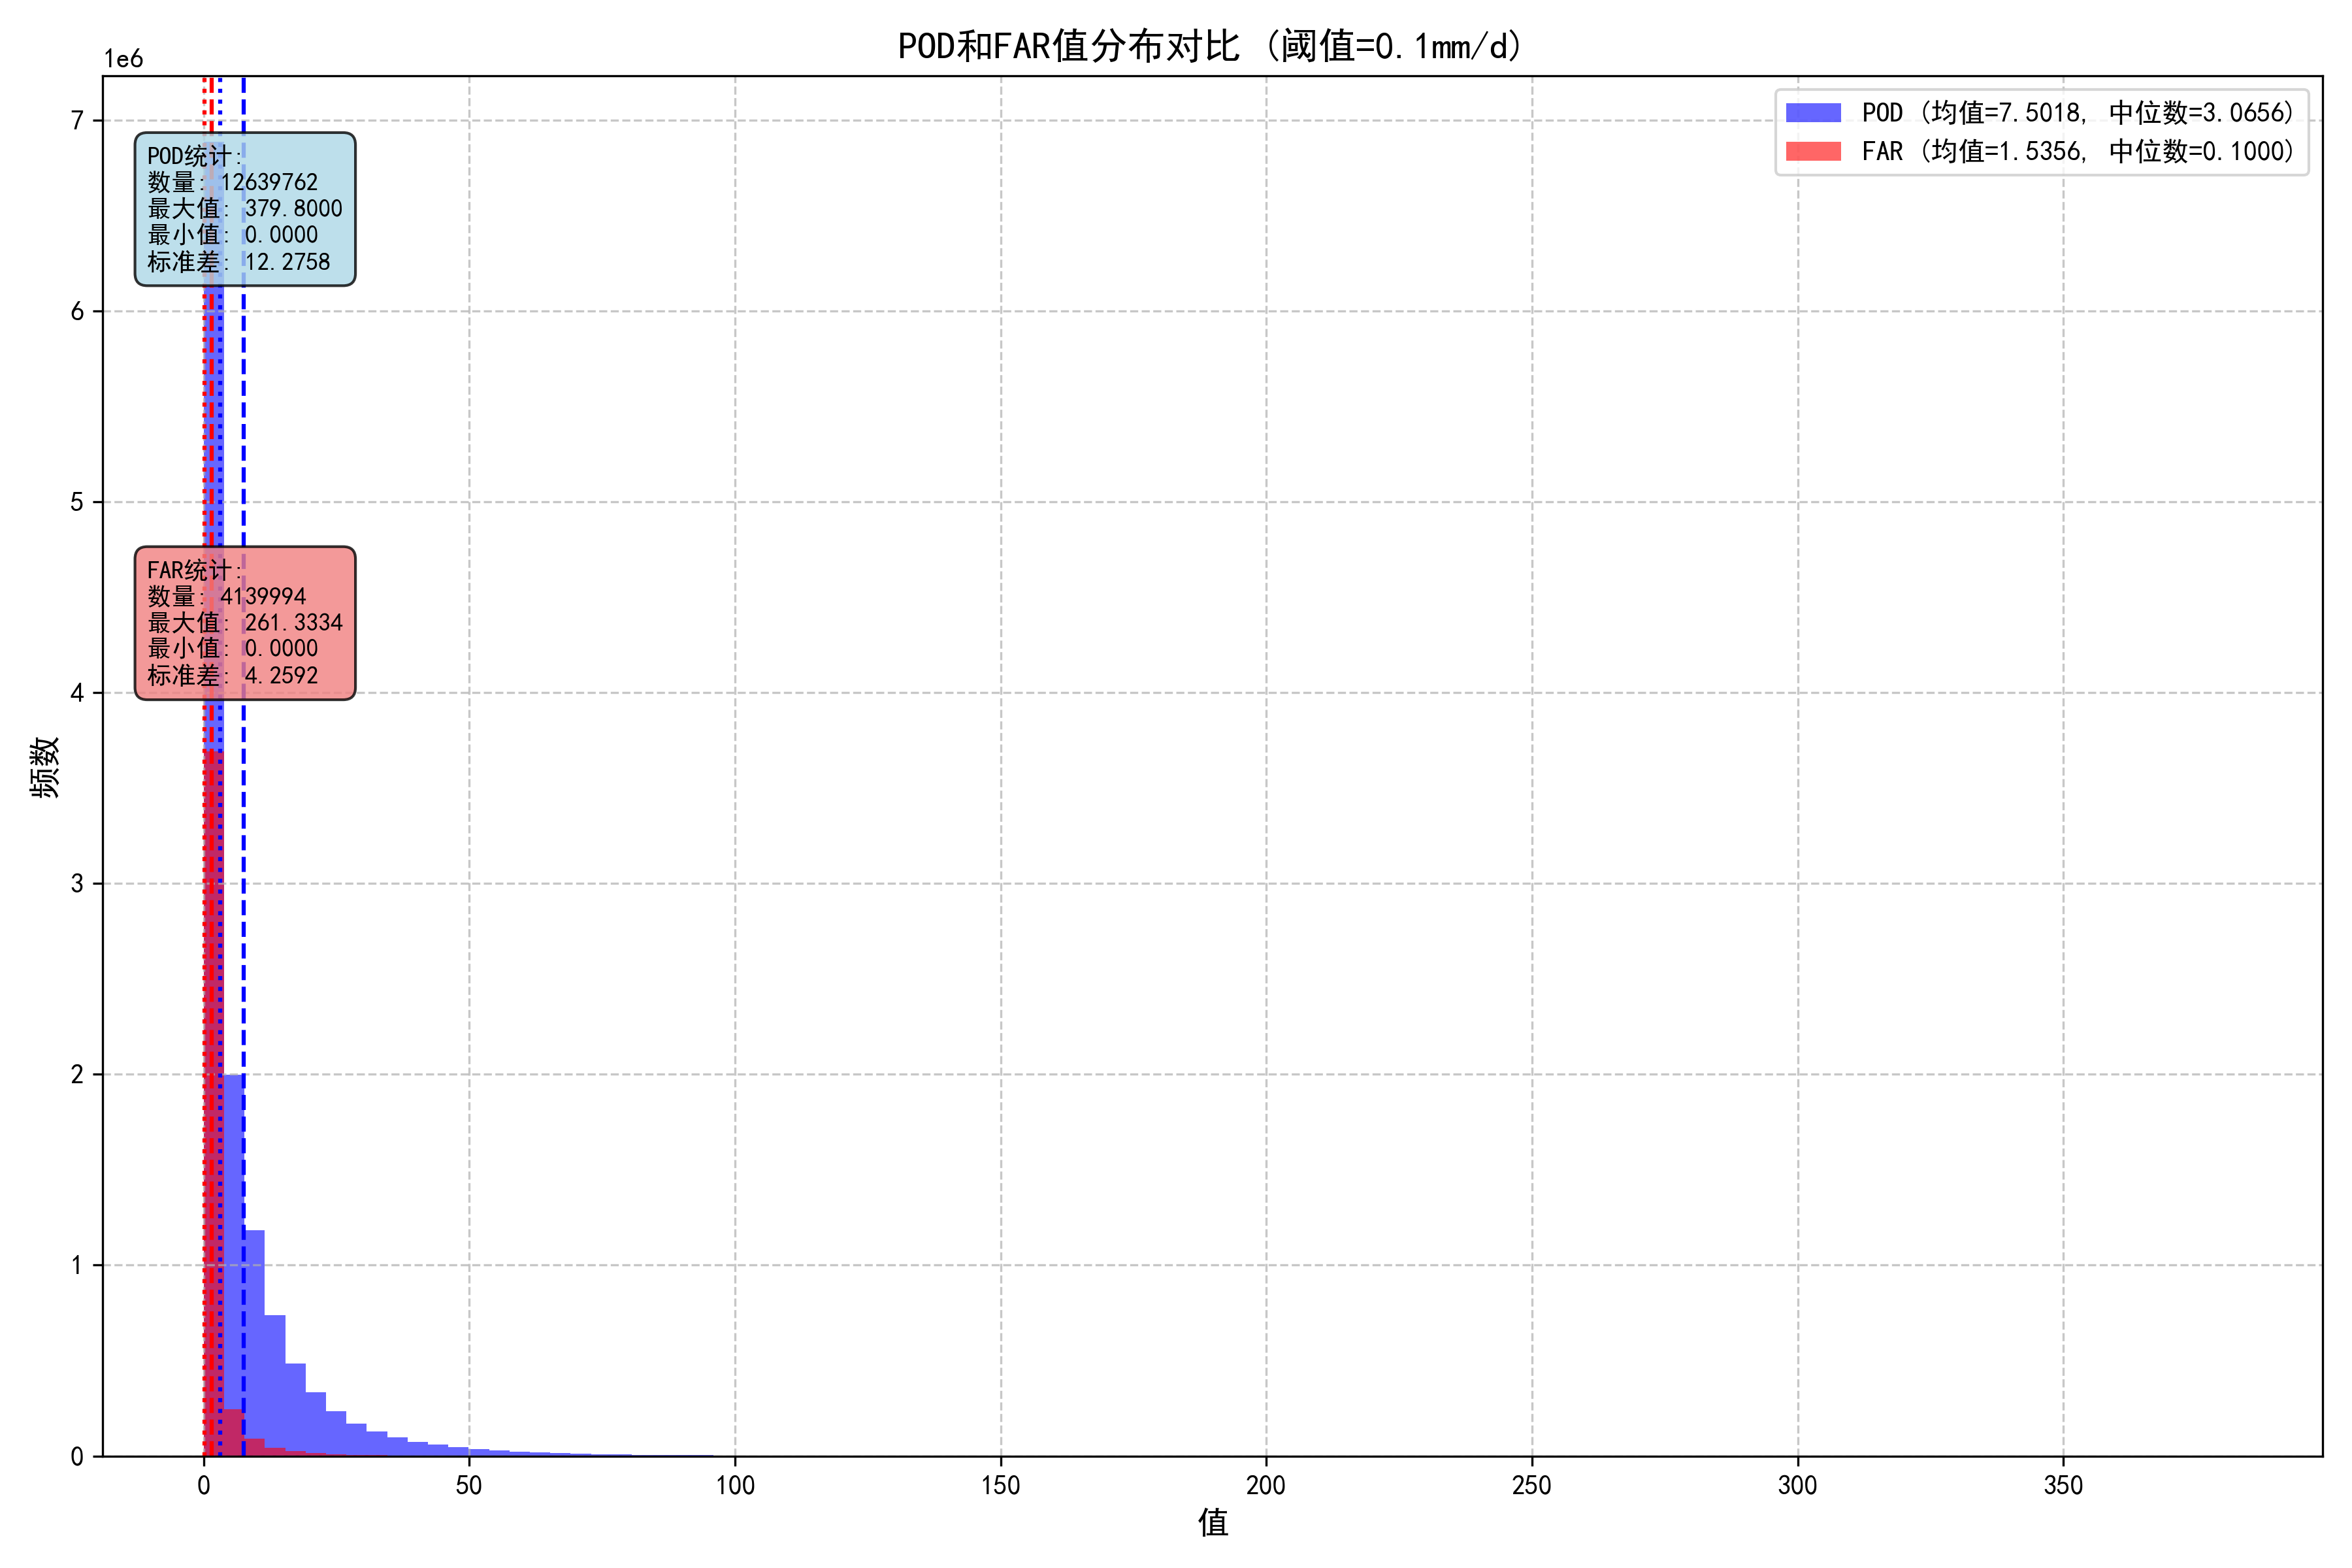 POD和FAR值分布对比 (阈值=0.1mm/d)
1e6
POD (均值=7.5018, 中位数=3.0656)
FAR (均值=1.5356, 中位数=0.1000)
POD统计:
数量: 12639762
最大值: 379.8000
最小值: 0.0000
标准差: 12.2758
FAR统计:
数量: 4139994
最大值: 261.3334
最小值: 0.0000
标准差: 4.2592
频数
7
6
5
4
3
2
1
0
0 50 100 150 200 250 300 350
值